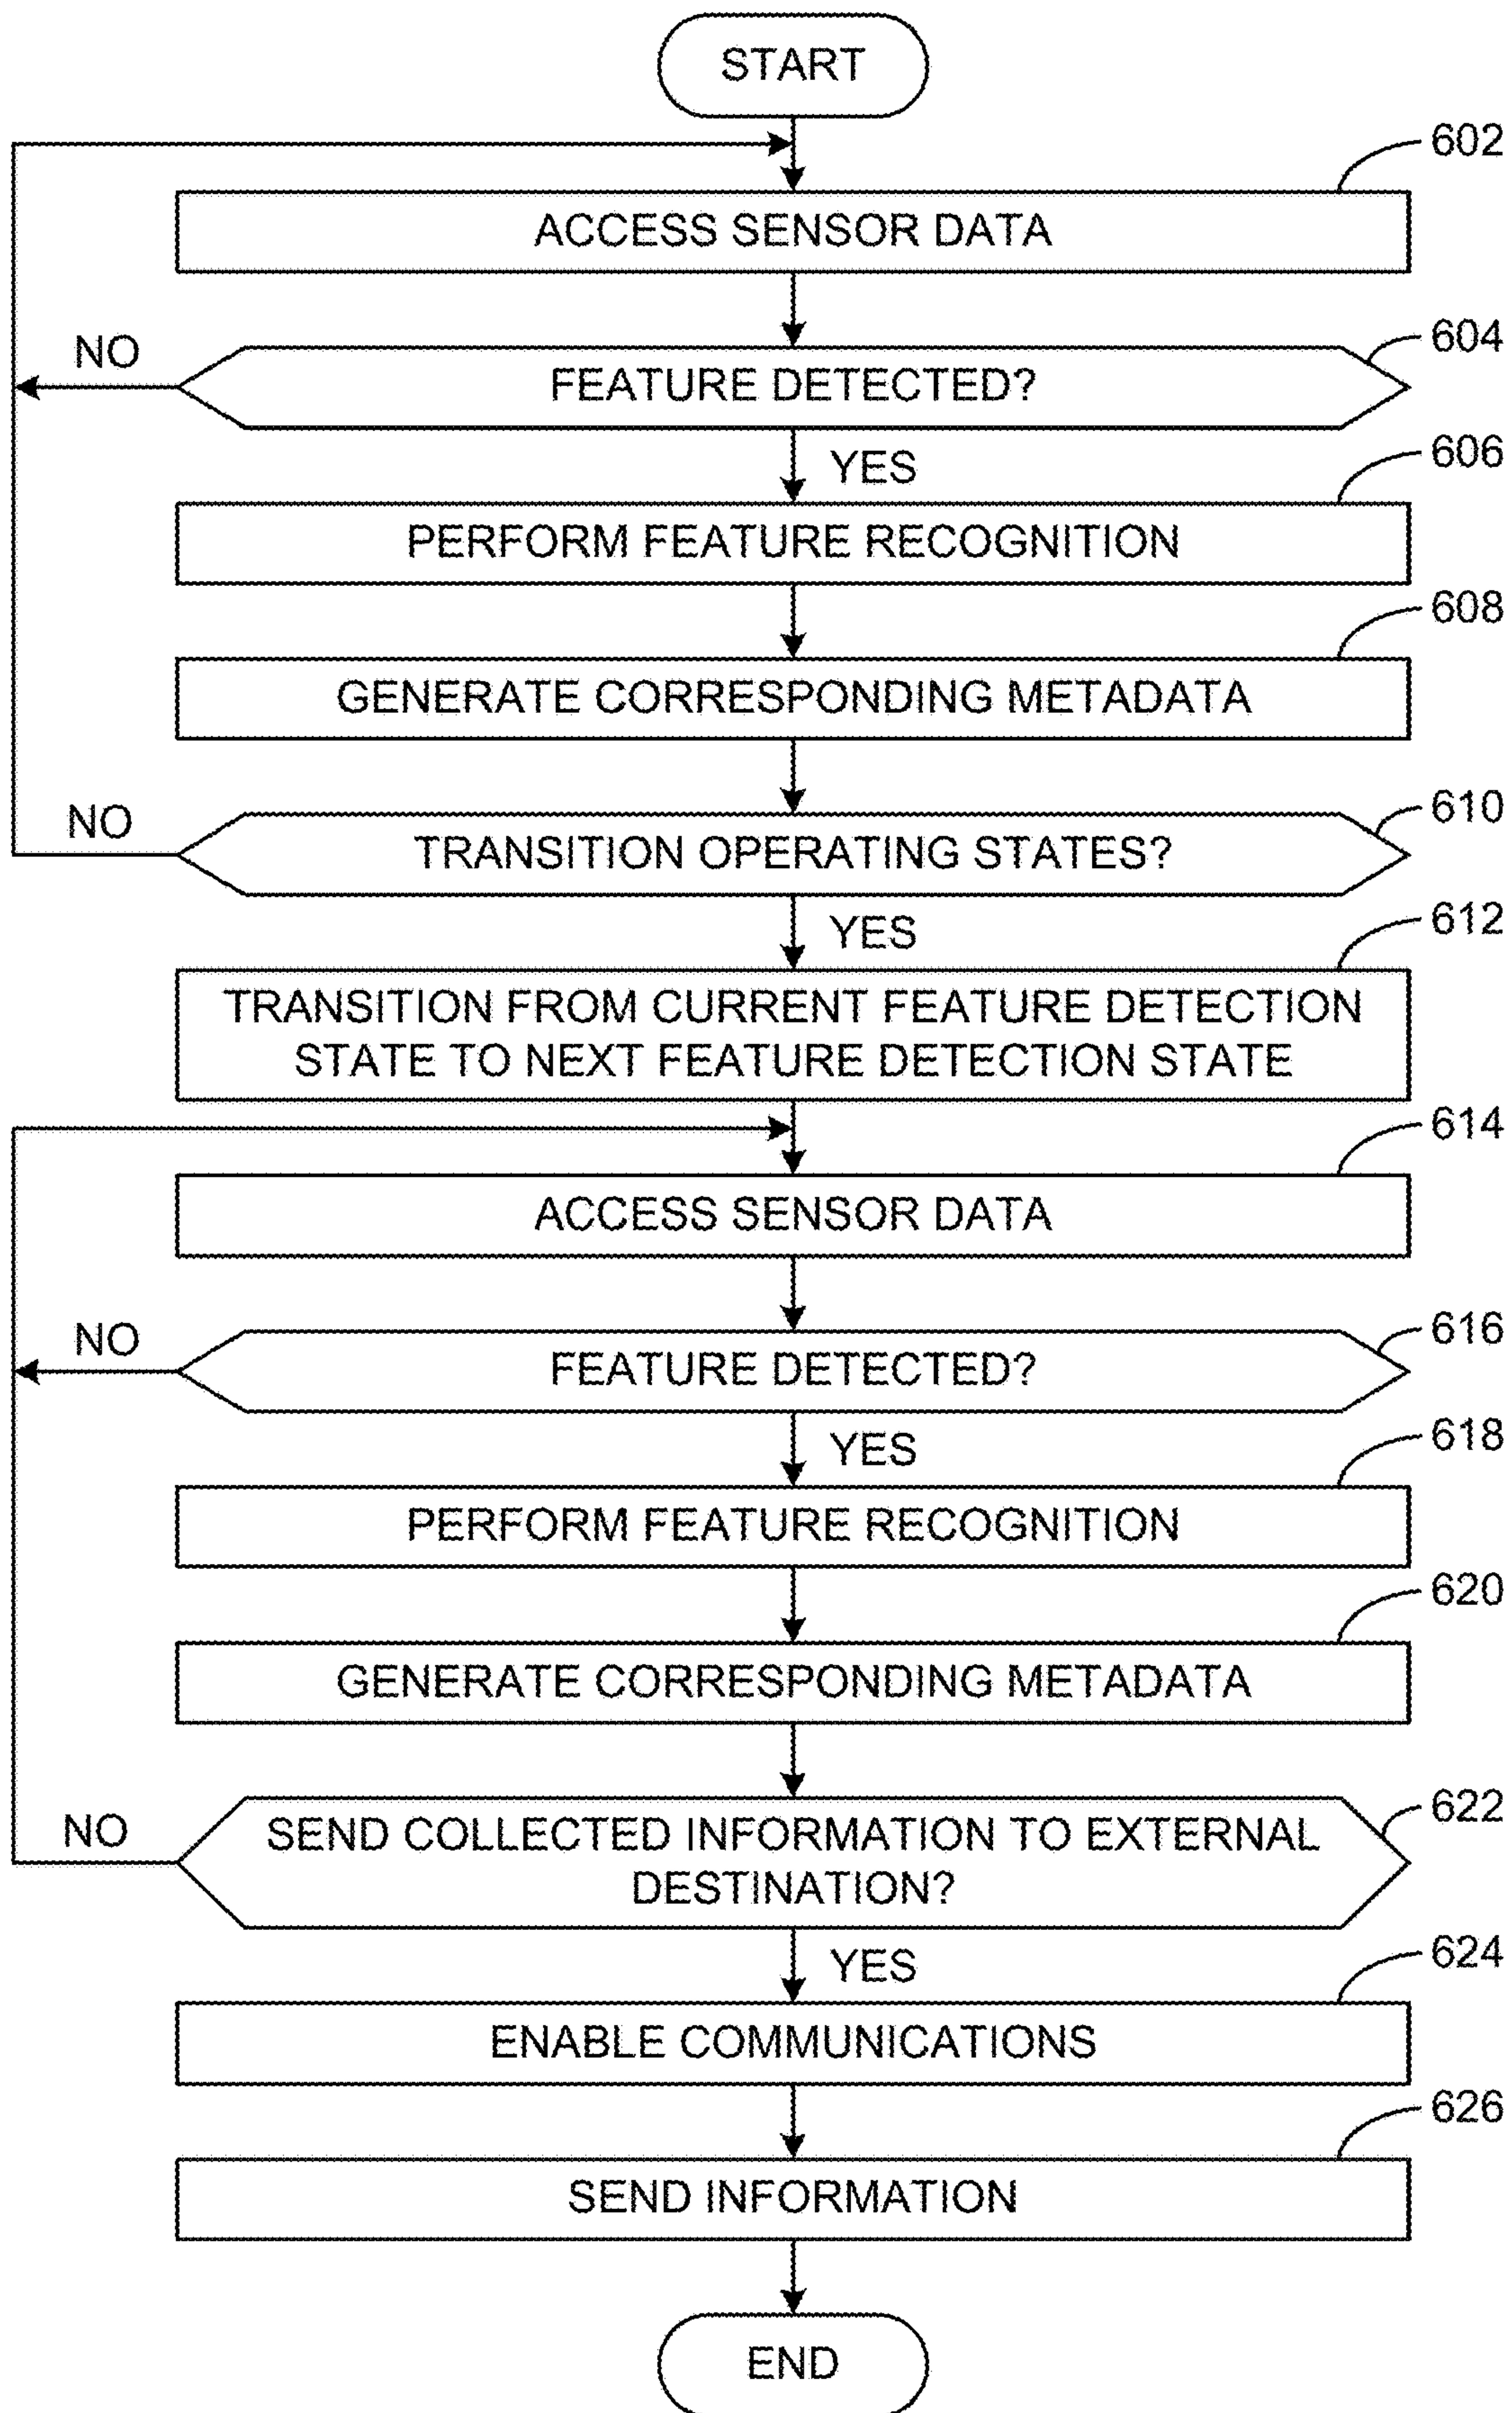 START
602
ACCESS SENSOR DATA
604
NO
FEATURE DETECTED?
YES
606
PERFORM FEATURE RECOGNITION
608
GENERATE CORRESPONDING METADATA
610
NO
TRANSITION OPERATING STATES?
YES
612
TRANSITION FROM CURRENT FEATURE DETECTION
STATE TO NEXT FEATURE DETECTION STATE
614
ACCESS SENSOR DATA
616
NO
FEATURE DETECTED?
YES
618
PERFORM FEATURE RECOGNITION
620
GENERATE CORRESPONDING METADATA
622
NO
SEND COLLECTED INFORMATION TO EXTERNAL
DESTINATION?
YES
624
ENABLE COMMUNICATIONS
626
SEND INFORMATION
END